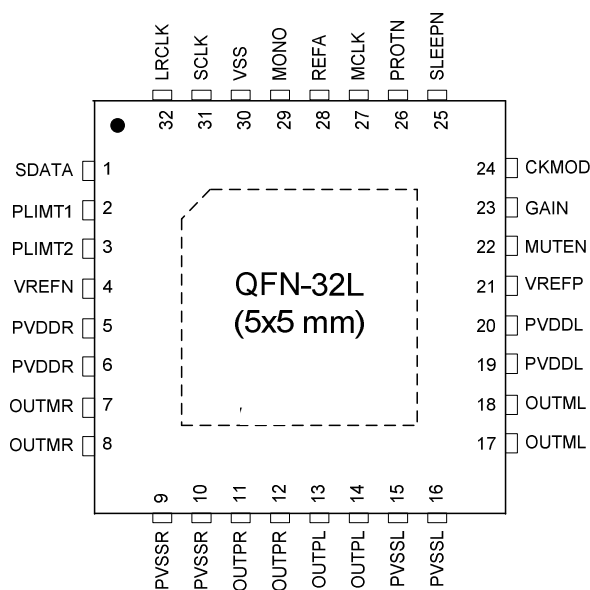 LRCLK
SCLK
VSS
MONO
REFA
MCLK
PROTN
SLEEPN
32
31
30
29
28
27
26
25
SDATA 1
PLIMT1 2
PLIMT2 3
VREFN 4
PVDDR 5
PVDDR 6
OUTMR 7
OUTMR 8
QFN-32L
(5x5 mm)
24 CKMOD
23 GAIN
22 MUTEN
21 VREFP
20 PVDDL
19 PVDDL
18 OUTML
17 OUTML
9
10
11
12
13
14
15
16
PVSSR
PVSSR
OUTPR
OUTPR
OUTPL
OUTPL
PVSSL
PVSSL